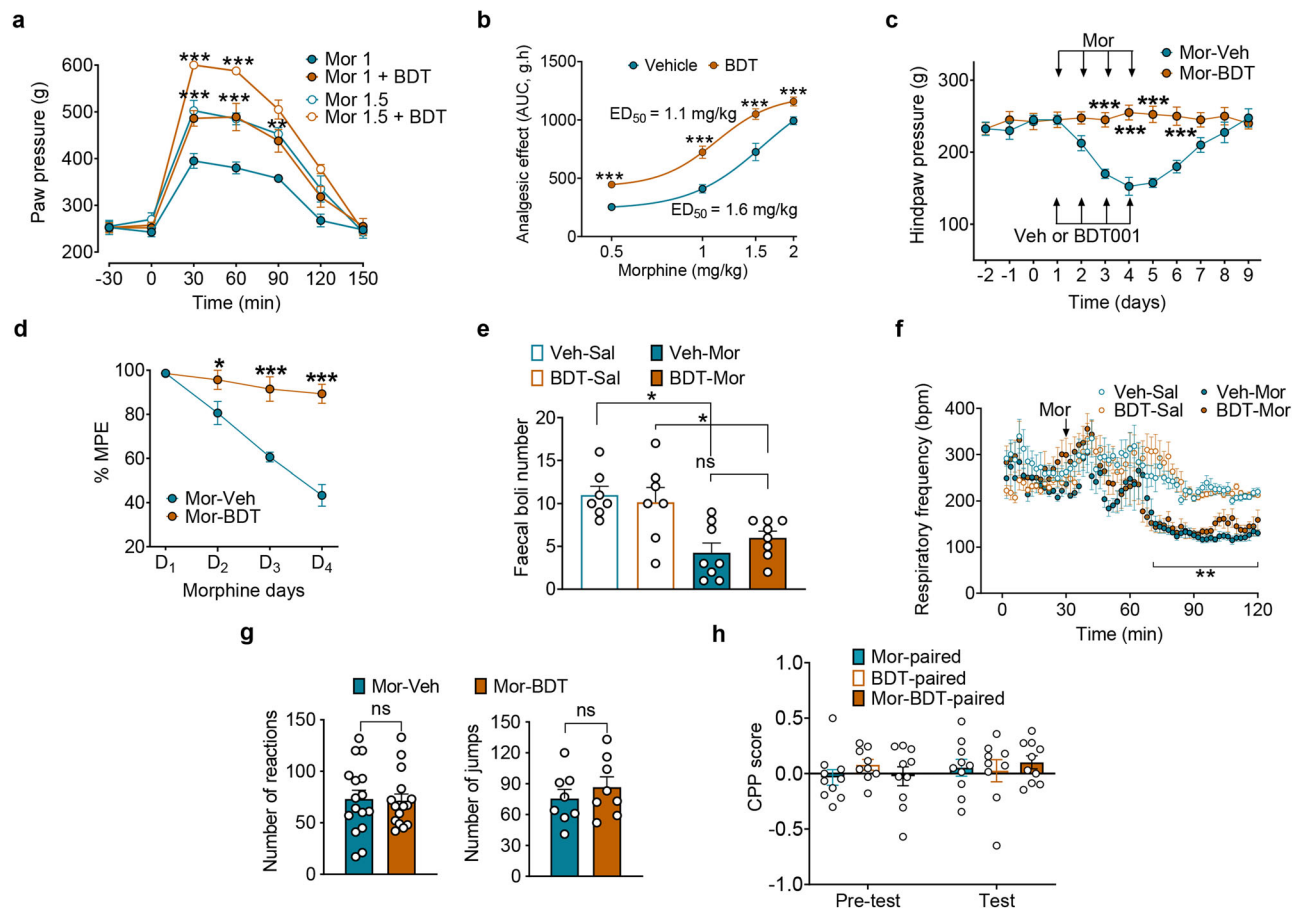 a
Paw pressure (g)
600
500
400
300
200
-30
0
30
60
90
120
150
Time (min)
***
***
***
***
**
Mor 1
Mor 1 + BDT
Mor 1.5
Mor 1.5 + BDT
b
Analgesic effect (AUC, g.h)
1500
1000
500
0
0.5
1
1.5
2
Morphine (mg/kg)
Vehicle
BDT
ED50 = 1.1 mg/kg
ED50 = 1.6 mg/kg
***
***
***
***
c
Hindpaw pressure (g)
300
200
100
-2
-1
0
1
2
3
4
5
6
7
8
9
Time (days)
Mor
Mor-Veh
Mor-BDT
***
***
***
***
Veh or BDT001
d
% MPE
100
80
60
40
20
D1
D2
D3
D4
Morphine days
*
***
***
Mor-Veh
Mor-BDT
e
Veh-Sal
Veh-Mor
BDT-Sal
BDT-Mor
Faecal boli number
20
15
10
5
0
*
*
ns
f
Veh-Sal
Veh-Mor
BDT-Sal
BDT-Mor
Respiratory frequency (bpm)
400
300
200
100
0
Mor
**
0
30
60
90
120
Time (min)
g
Mor-Veh
Mor-BDT
Number of reactions
150
100
50
0
ns
Number of jumps
150
120
90
60
30
0
ns
h
Mor-paired
BDT-paired
Mor-BDT-paired
CPP score
1.0
0.5
0.0
-0.5
-1.0
Pre-test
Test